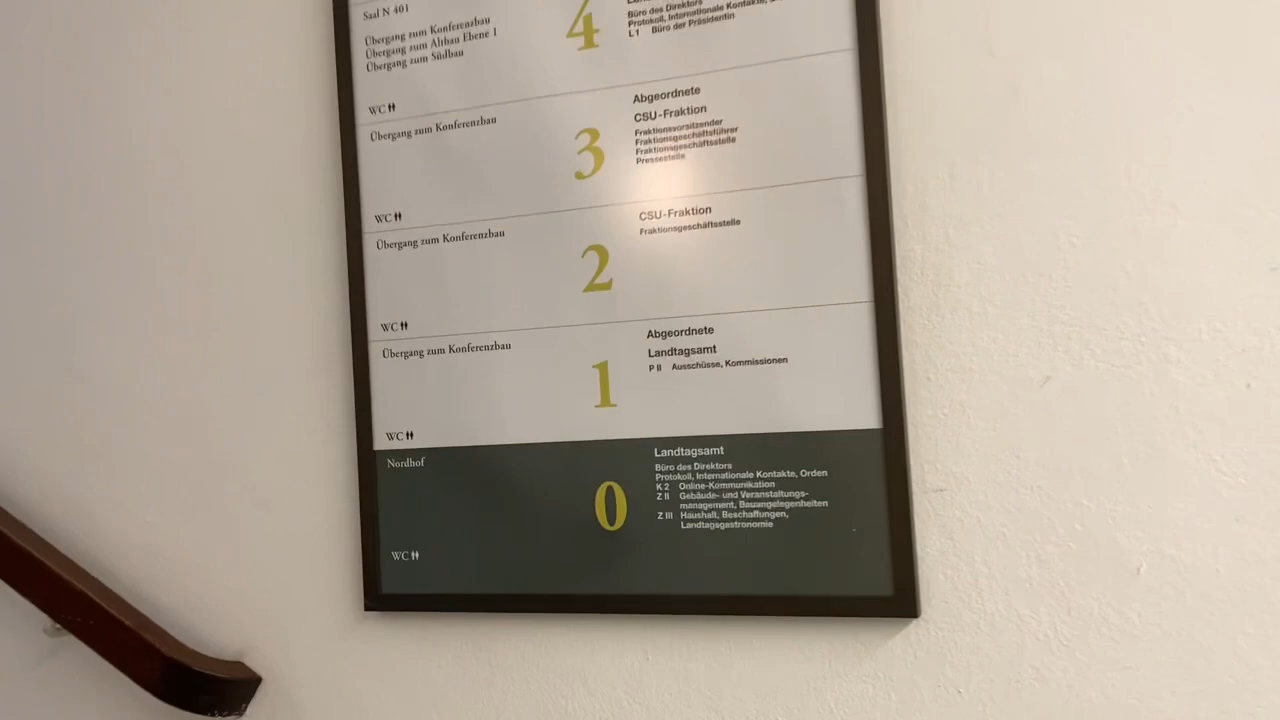 Saal N 401
Übergang zum Konferenzbau
Übergang zum Altbau Ebene 1
Übergang zum Südbau
WC
4
Büro des Direktors
Protokoll, Internationale Kontakte,
L1 Büro der Präsidentin
Übergang zum Konferenzbau
WC
3
Abgeordnete
CSU-Fraktion
Fraktionsvorsitzender
Fraktionsgeschäftsführer
Fraktionsgeschäftsstelle
Pressestelle
Übergang zum Konferenzbau
WC
2
CSU-Fraktion
Fraktionsgeschäftsstelle
Übergang zum Konferenzbau
WC
1
Abgeordnete
Landtagsamt
P II Ausschüsse, Kommissionen
Nordhof
WC
0
Landtagsamt
Büro des Direktors
Protokoll, Internationale Kontakte, Orden
K 2 Online-Kommunikation
Z II Gebäude- und Veranstaltungs-
management, Bauangelegenheiten
Z III Haushalt, Beschaffungen,
Landtagsgastronomie